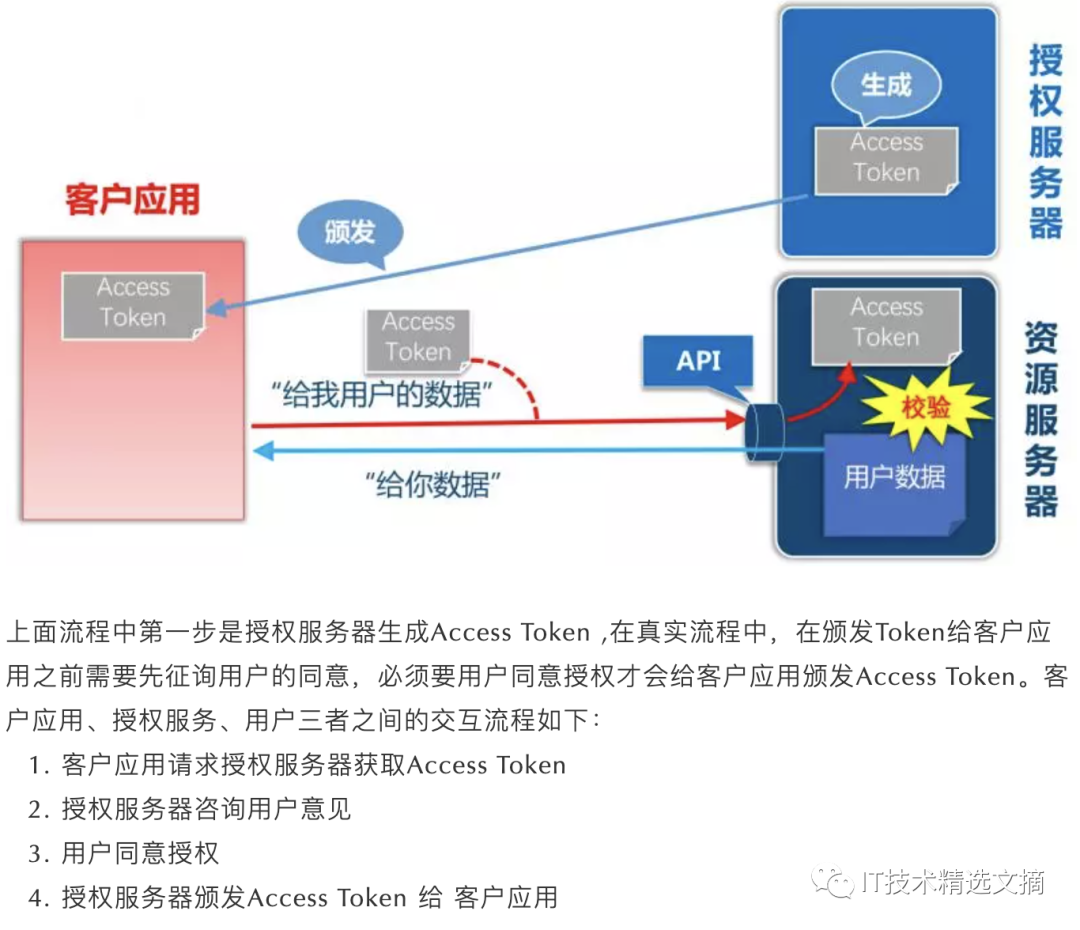 授权服务器
生成
Access
Token
客户应用
颁发
Access
Token
Access
Token
“给我用户的数据”
API
Access
Token
校验
资源服务器
用户数据
“给你数据”
上面流程中第一步是授权服务器生成Access Token ,在真实流程中，在颁发Token给客户应
用之前需要先征询用户的同意，必须要用户同意授权才会给客户应用颁发Access Token。客
户应用、授权服务、用户三者之间的交互流程如下：
1. 客户应用请求授权服务器获取Access Token
2. 授权服务器咨询用户意见
3. 用户同意授权
4. 授权服务器颁发Access Token 给 客户应用
IT技术精选文摘